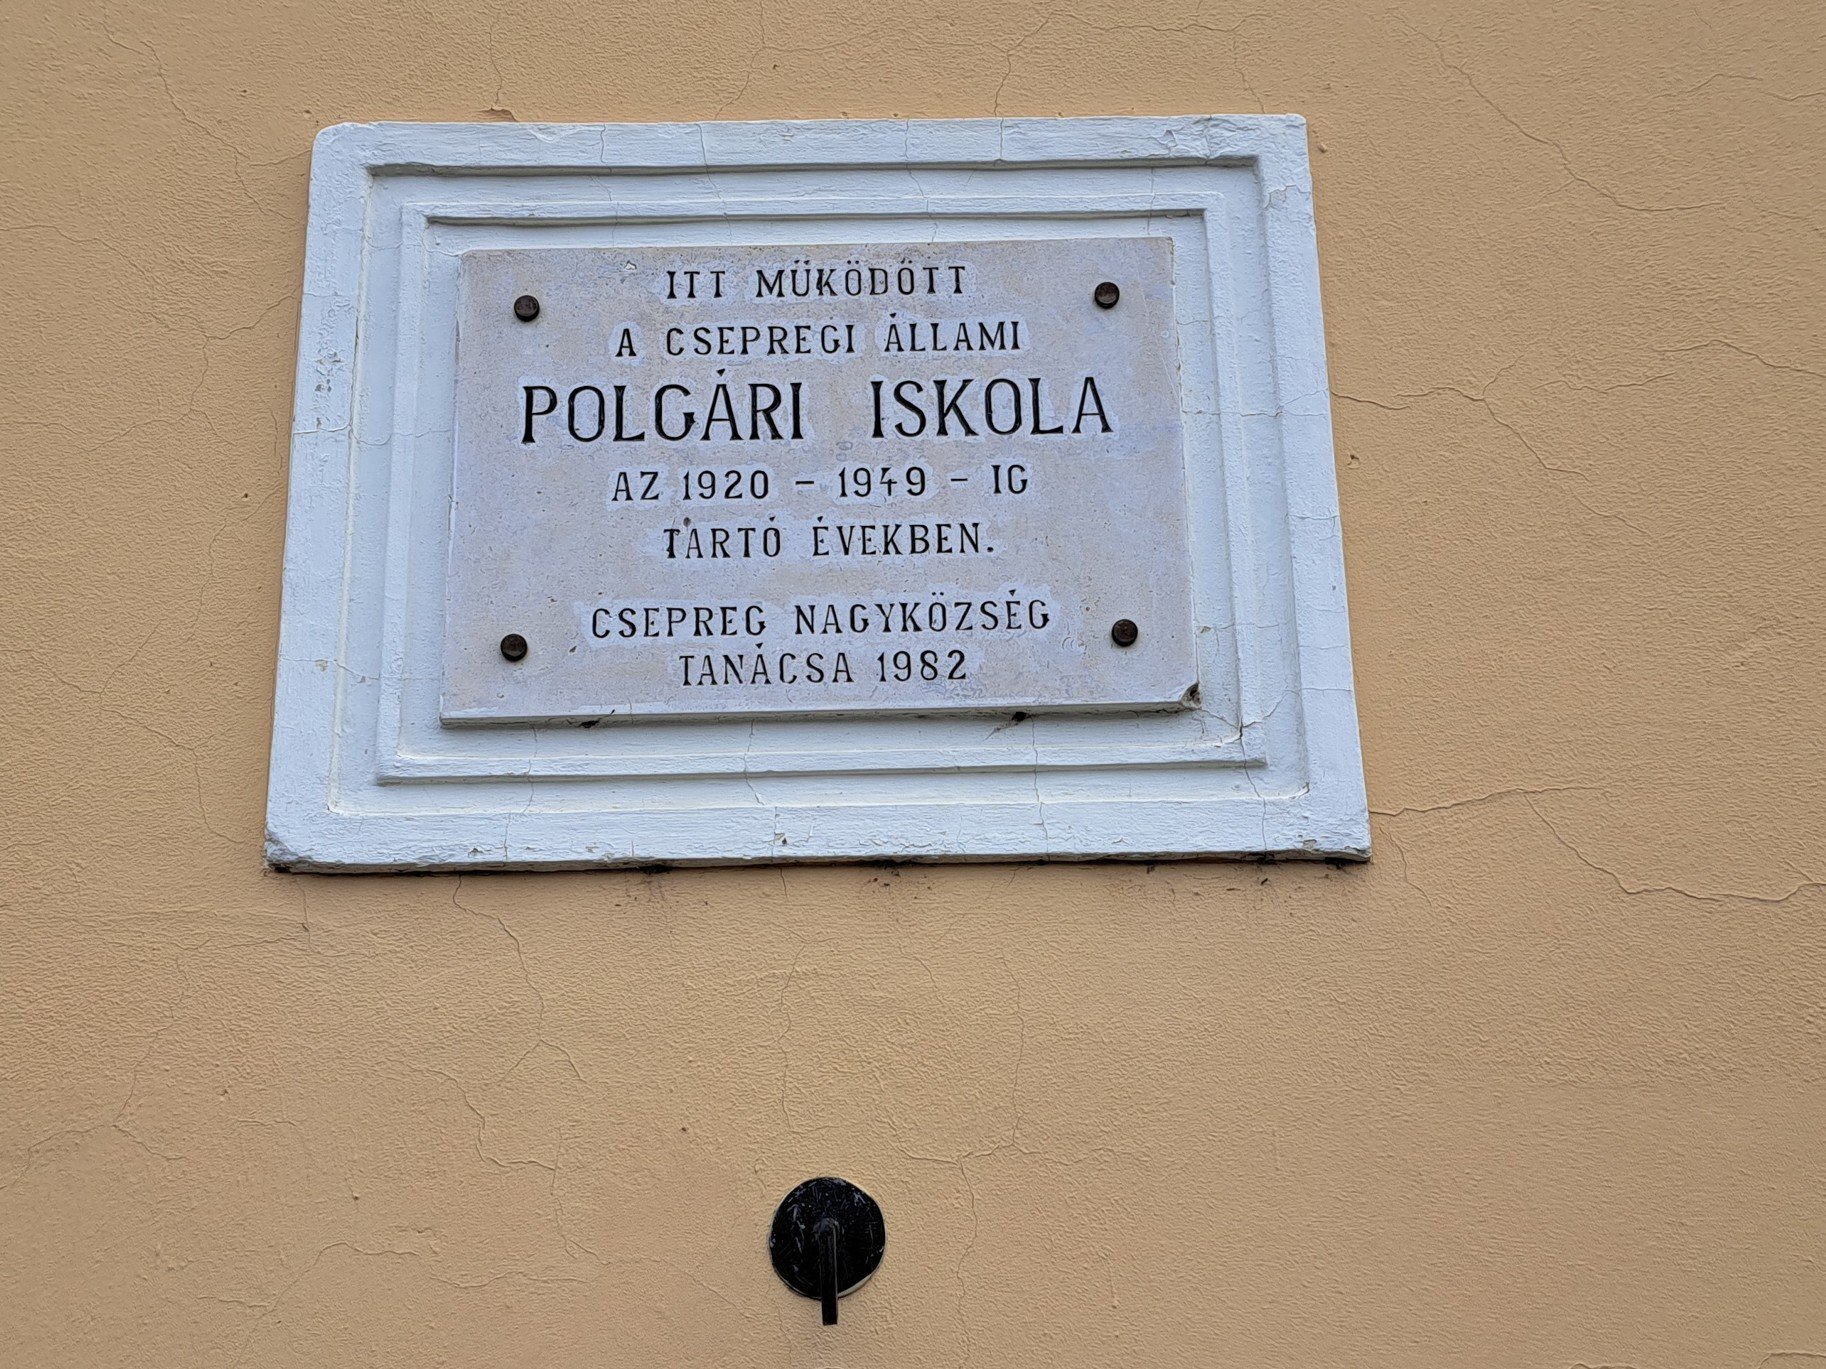 ITT MŰKÖDÖTT
A CSEPREGI ÁLLAMI
POLGÁRI ISKOLA
AZ 1920 – 1949 – IG
TARTÓ ÉVEKBEN.
CSEPREG NAGYKÖZSÉG
TANÁCSA 1982